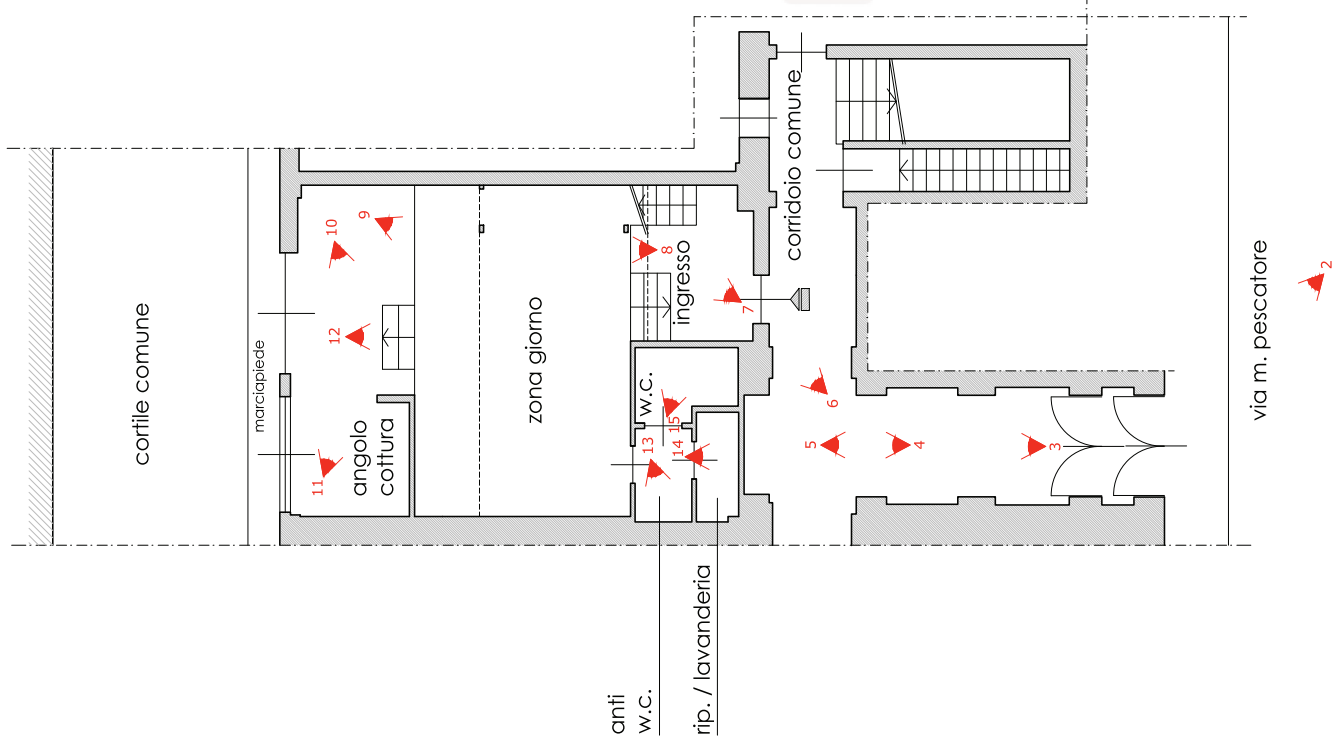 cortile comune
marciapiede
angolo
cottura
zona giorno
ingresso
w.c.
corridoio comune
via m. pescatore
anti
w.c.
rip. / lavanderia
2
3
4
5
6
7
8
9
10
11
12
13
14
15